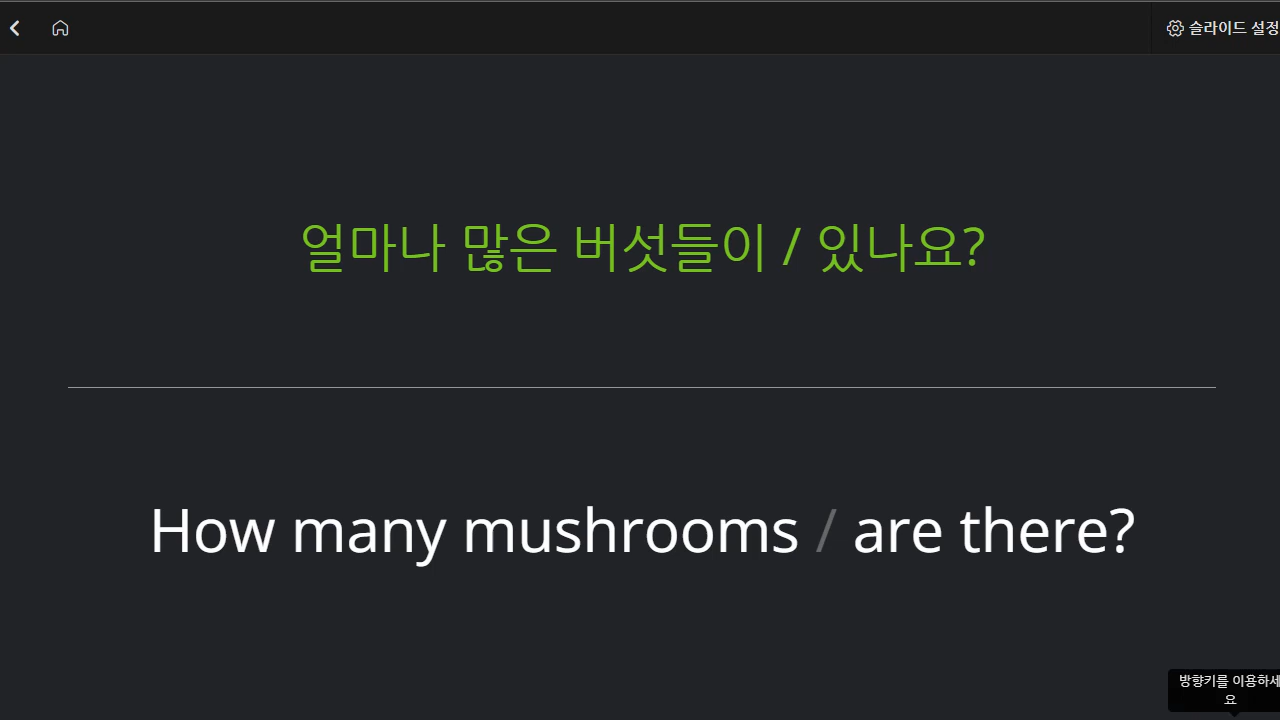 슬라이드 설정
얼마나 많은 버섯들이 / 있나요?
How many mushrooms / are there?
방향키를 이용하세
요